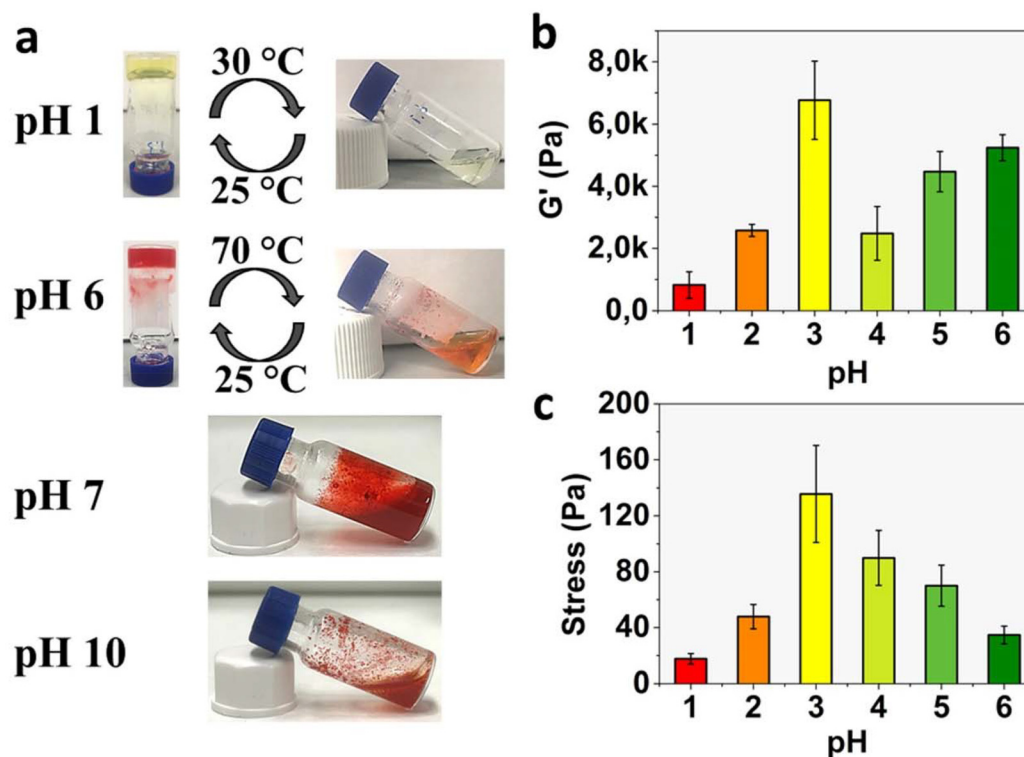 a
pH 1
30 °C
25 °C
pH 6
70 °C
25 °C
pH 7
pH 10
b
8,0k
6,0k
4,0k
2,0k
0,0
G' (Pa)
1 2 3 4 5 6
pH
c
200
160
120
80
40
0
Stress (Pa)
1 2 3 4 5 6
pH